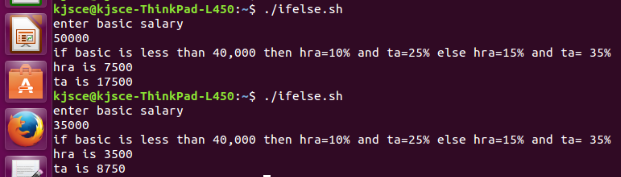 kjsce@kjsce-ThinkPad-L450:~$ ./ifelse.sh
enter basic salary
50000
if basic is less than 40,000 then hra=10% and ta=25% else hra=15% and ta= 35%
hra is 7500
ta is 17500
kjsce@kjsce-ThinkPad-L450:~$ ./ifelse.sh
enter basic salary
35000
if basic is less than 40,000 then hra=10% and ta=25% else hra=15% and ta= 35%
hra is 3500
ta is 8750